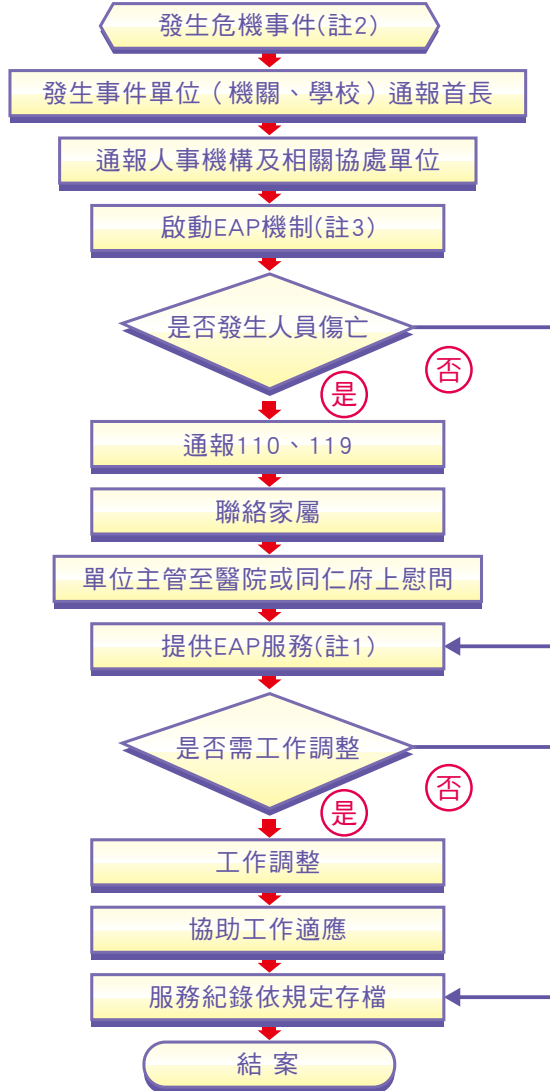 發生危機事件(註2)
發生事件單位（機關、學校）通報首長
通報人事機構及相關協處單位
啟動EAP機制(註3)
是否發生人員傷亡
否
是
通報110、119
聯絡家屬
單位主管至醫院或同仁府上慰問
提供EAP服務(註1)
是否需工作調整
否
是
工作調整
協助工作適應
服務紀錄依規定存檔
結 案